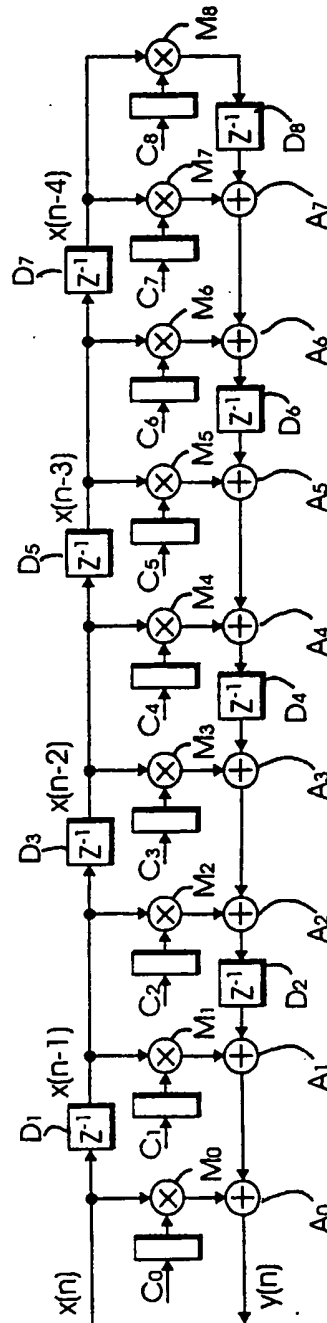 x(n) D1 x(n-1) D3 x(n-2) D5 x(n-3) D7 x(n-4)
Z-1 Z-1 Z-1 Z-1
C0 M0 C1 M1 C2 M2 C3 M3 C4 M4 C5 M5 C6 M6 C7 M7 C8 M8
Z-1 Z-1 Z-1 Z-1
y(n) A0 A1 D2 A2 A3 D4 A4 A5 D6 A6 A7 D8